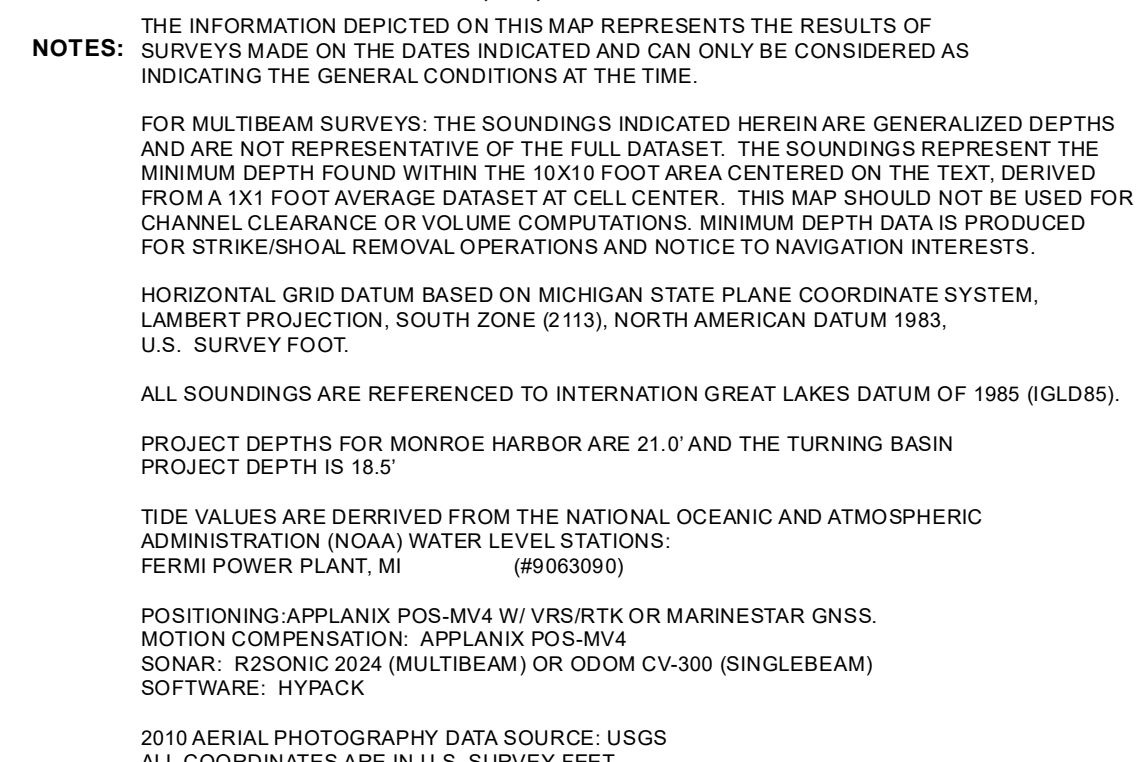 THE INFORMATION DEPICTED ON THIS MAP REPRESENTS THE RESULTS OF
NOTES: SURVEYS MADE ON THE DATES INDICATED AND CAN ONLY BE CONSIDERED AS
INDICATING THE GENERAL CONDITIONS AT THE TIME.
FOR MULTIBEAM SURVEYS: THE SOUNDINGS INDICATED HEREIN ARE GENERALIZED DEPTHS
AND ARE NOT REPRESENTATIVE OF THE FULL DATASET. THE SOUNDINGS REPRESENT THE
MINIMUM DEPTH FOUND WITHIN THE 10X10 FOOT AREA CENTERED ON THE TEXT, DERIVED
FROM A 1X1 FOOT AVERAGE DATASET AT CELL CENTER. THIS MAP SHOULD NOT BE USED FOR
CHANNEL CLEARANCE OR VOLUME COMPUTATIONS. MINIMUM DEPTH DATA IS PRODUCED
FOR STRIKE/SHOAL REMOVAL OPERATIONS AND NOTICE TO NAVIGATION INTERESTS.
HORIZONTAL GRID DATUM BASED ON MICHIGAN STATE PLANE COORDINATE SYSTEM,
LAMBERT PROJECTION, SOUTH ZONE (2113), NORTH AMERICAN DATUM 1983,
U.S. SURVEY FOOT.
ALL SOUNDINGS ARE REFERENCED TO INTERNATION GREAT LAKES DATUM OF 1985 (IGLD85).
PROJECT DEPTHS FOR MONROE HARBOR ARE 21.0' AND THE TURNING BASIN
PROJECT DEPTH IS 18.5'
TIDE VALUES ARE DERRIVED FROM THE NATIONAL OCEANIC AND ATMOSPHERIC
ADMINISTRATION (NOAA) WATER LEVEL STATIONS:
FERMI POWER PLANT, MI (#9063090)
POSITIONING:APPLANIX POS-MV4 W/ VRS/RTK OR MARINESTAR GNSS.
MOTION COMPENSATION: APPLANIX POS-MV4
SONAR: R2SONIC 2024 (MULTIBEAM) OR ODOM CV-300 (SINGLEBEAM)
SOFTWARE: HYPACK
2010 AERIAL PHOTOGRAPHY DATA SOURCE: USGS
ALL COORDINATES ARE IN U.S. SURVEY FEET